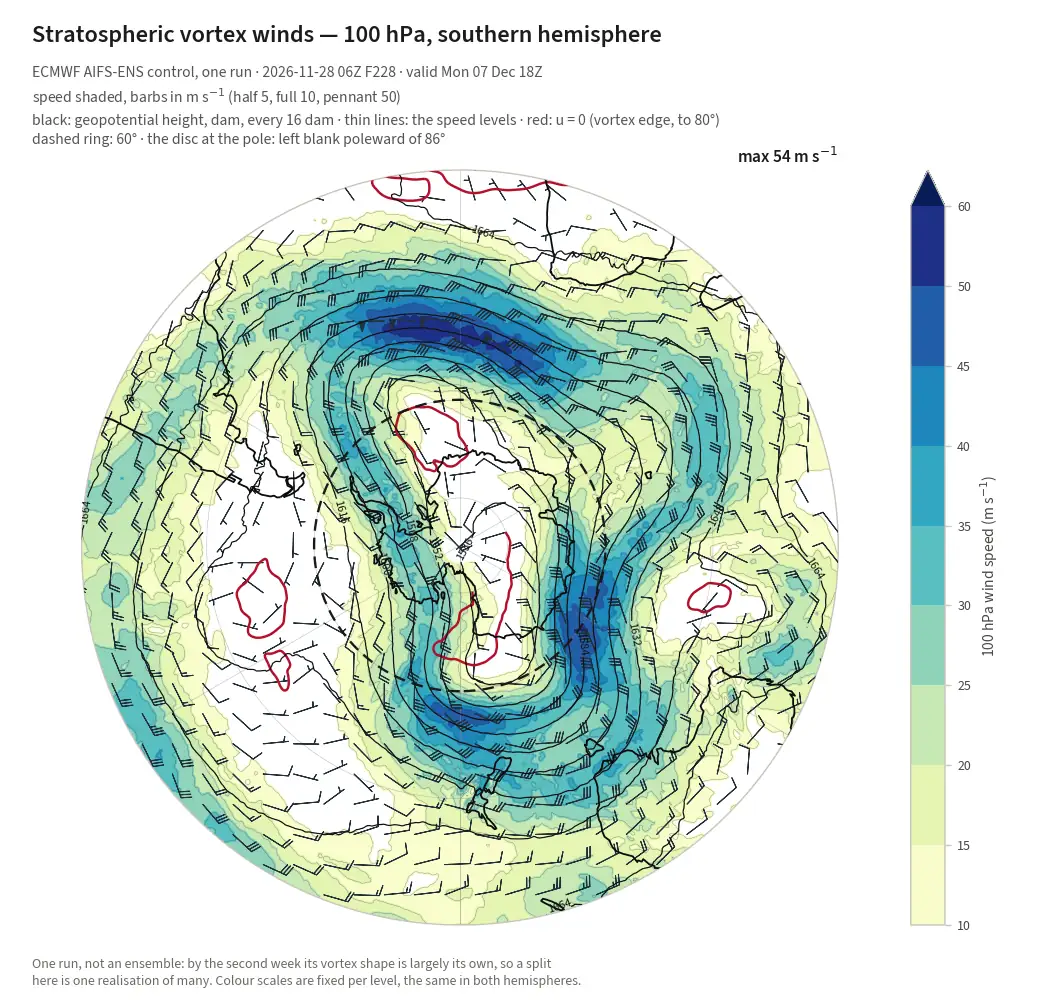 Stratospheric vortex winds — 100 hPa, southern hemisphere
ECMWF AIFS-ENS control, one run · 2026-11-28 06Z F228 · valid Mon 07 Dec 18Z
speed shaded, barbs in m s⁻¹ (half 5, full 10, pennant 50)
black: geopotential height, dam, every 16 dam · thin lines: the speed levels · red: u = 0 (vortex edge, to 80°)
dashed ring: 60° · the disc at the pole: left blank poleward of 86°
max 54 m s⁻¹
1664
60
50
45
40
35
30
25
20
15
10
100 hPa wind speed (m s⁻¹)
1664
1616
1648
1664
1664
One run, not an ensemble: by the second week its vortex shape is largely its own, so a split
here is one realisation of many. Colour scales are fixed per level, the same in both hemispheres.